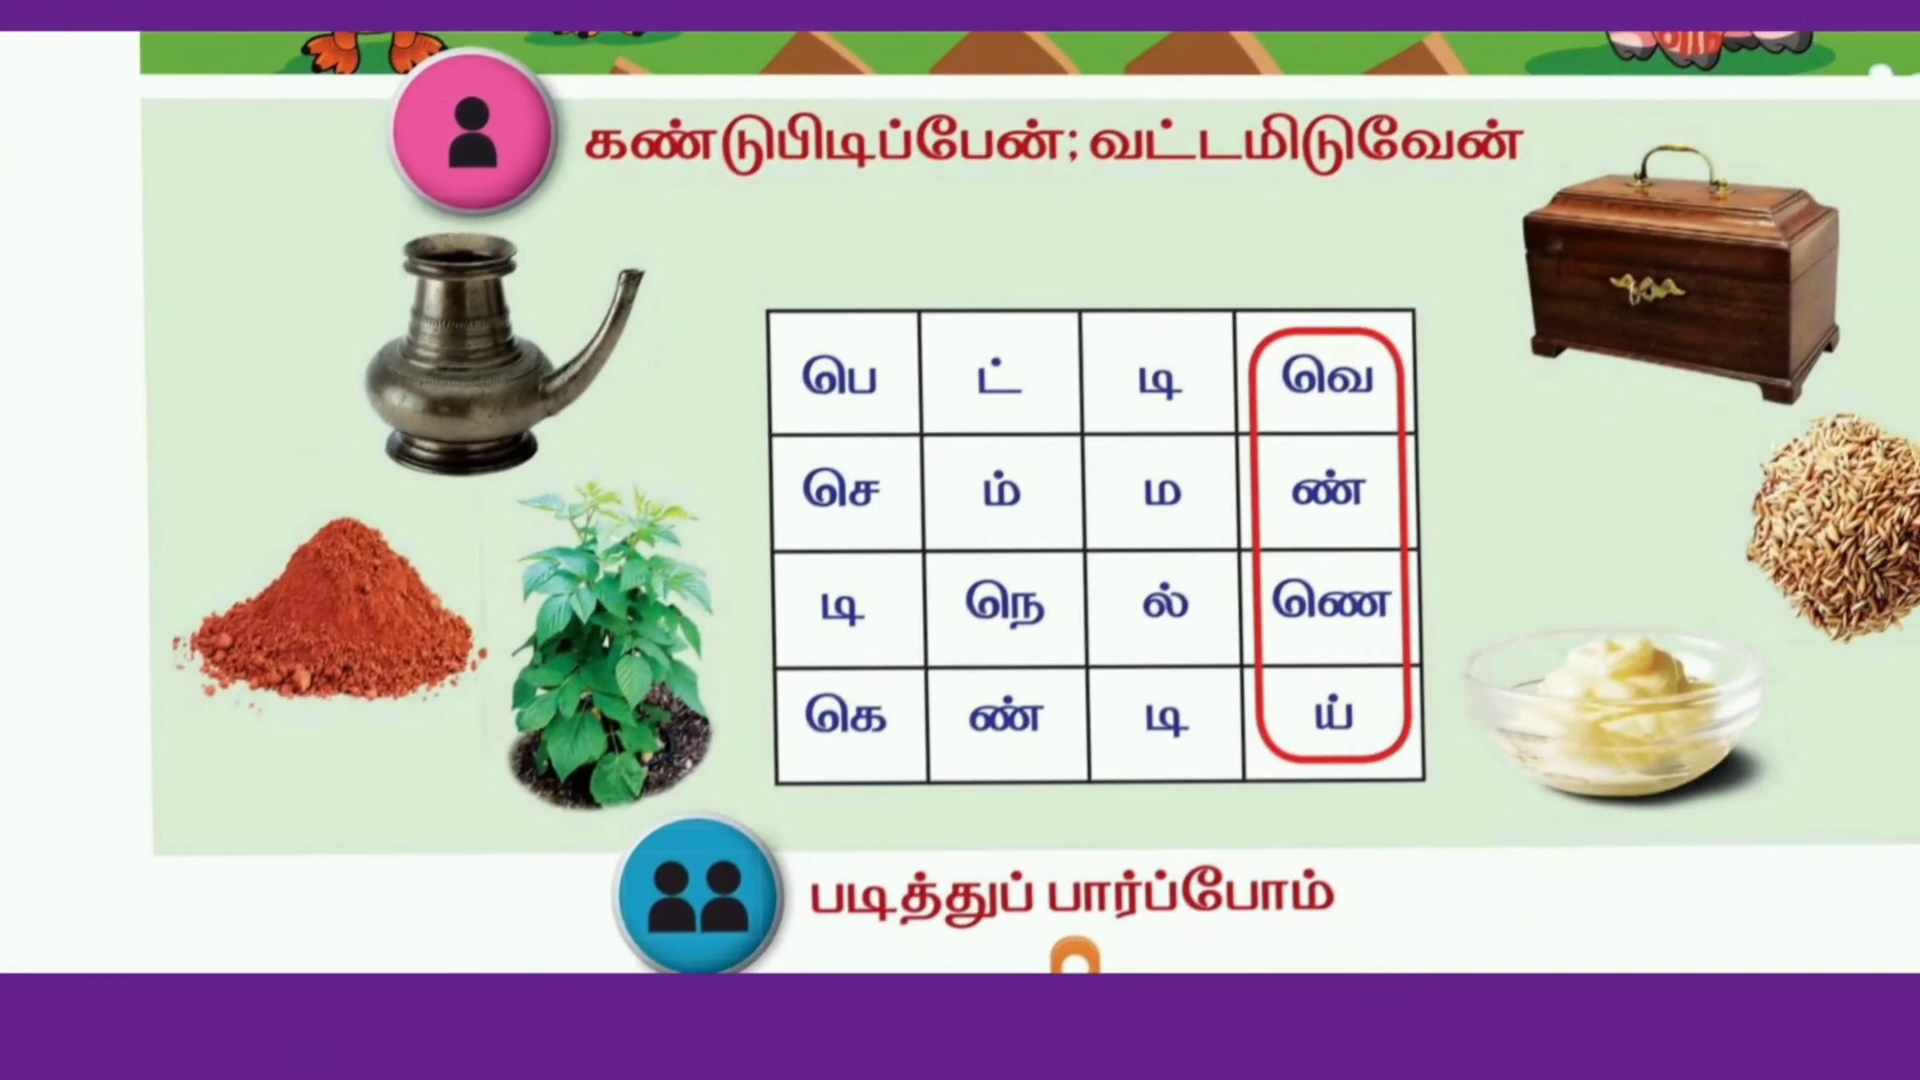 கண்டுபிடிப்பேன்; வட்டமிடுவேன்
பெ ட் டி வெ
செ ம் ம ண்
டி நெ ல் ணெ
கெ ண் டி ய்
படித்துப் பார்ப்போம்